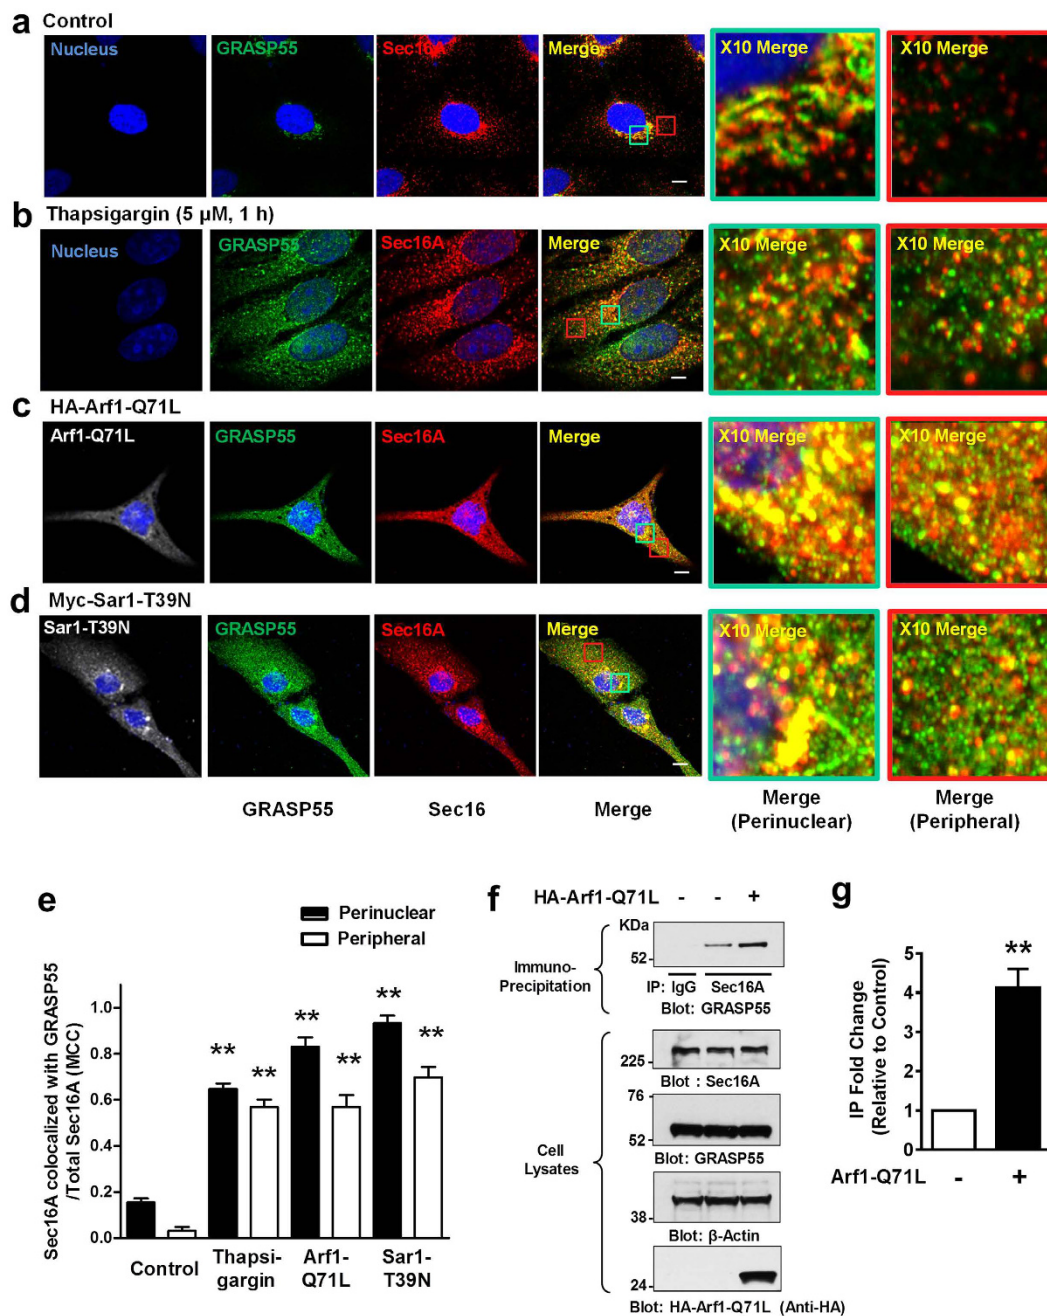 a Control
Nucleus GRASP55 Sec16A Merge X10 Merge X10 Merge
b Thapsigargin (5 µM, 1 h)
Nucleus GRASP55 Sec16A Merge X10 Merge X10 Merge
c HA-Arf1-Q71L
Arf1-Q71L GRASP55 Sec16A Merge X10 Merge X10 Merge
d Myc-Sar1-T39N
Sar1-T39N GRASP55 Sec16A Merge X10 Merge X10 Merge
GRASP55 Sec16 Merge Merge (Perinuclear) Merge (Peripheral)
e
Perinuclear
Peripheral
Sec16A colocalized with GRASP55
/Total Sec16A (MCC)
1.0
0.8
0.6
0.4
0.2
0.0
** ** ** ** ** **
Control Thapsi-gargin Arf1-Q71L Sar1-T39N
f
HA-Arf1-Q71L - - +
KDa
52
Immuno-
Precipitation
IP: IgG Sec16A
Blot: GRASP55
225
Blot : Sec16A
76
52
Blot: GRASP55
Cell
Lysates
38
Blot: β-Actin
24
Blot: HA-Arf1-Q71L (Anti-HA)
g
**
IP Fold Change
(Relative to Control)
5
4
3
2
1
0
Arf1-Q71L - +